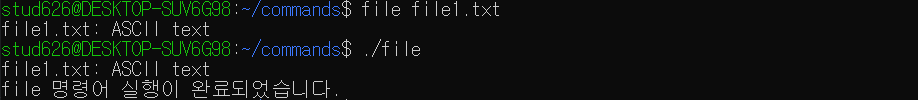 stud626@DESKTOP-SUV6G98:~/commands$ file file1.txt
file1.txt: ASCII text
stud626@DESKTOP-SUV6G98:~/commands$ ./file
file1.txt: ASCII text
file 명령어 실행이 완료되었습니다.